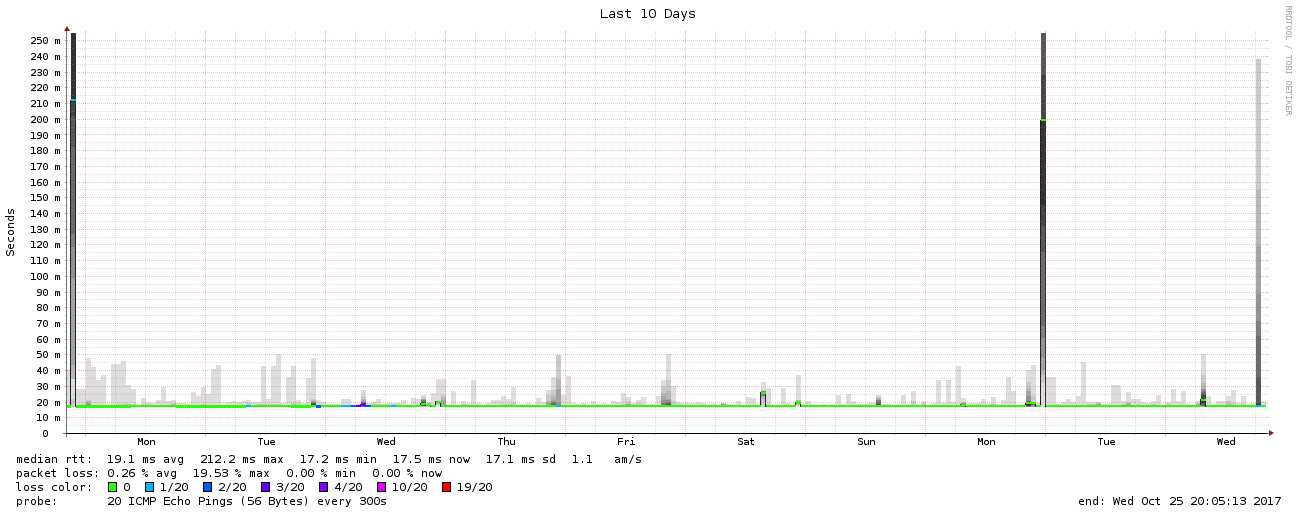 Last 10 Days
RRDTOOL / TOBI OETIKER
Seconds
250 m
240 m
230 m
220 m
210 m
200 m
190 m
180 m
170 m
160 m
150 m
140 m
130 m
120 m
110 m
100 m
90 m
80 m
70 m
60 m
50 m
40 m
30 m
20 m
10 m
0
Mon Tue Wed Thu Fri Sat Sun Mon Tue Wed
median rtt: 19.1 ms avg 212.2 ms max 17.2 ms min 17.5 ms now 17.1 ms sd 1.1 am/s
packet loss: 0.26 % avg 19.53 % max 0.00 % min 0.00 % now
loss color: 0 1/20 2/20 3/20 4/20 10/20 19/20
probe: 20 ICMP Echo Pings (56 Bytes) every 300s end: Wed Oct 25 20:05:13 2017